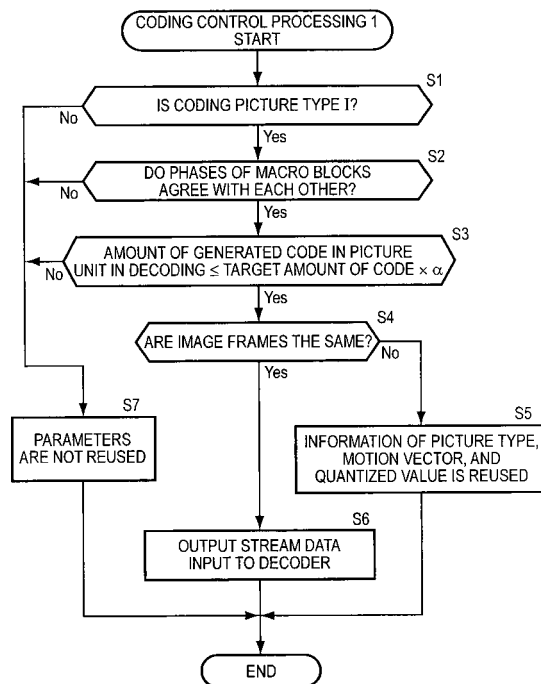 CODING CONTROL PROCESSING 1
START
S1
IS CODING PICTURE TYPE I?
No
Yes
S2
DO PHASES OF MACRO BLOCKS
AGREE WITH EACH OTHER?
No
Yes
S3
AMOUNT OF GENERATED CODE IN PICTURE
UNIT IN DECODING ≤ TARGET AMOUNT OF CODE × α
No
Yes
S4
ARE IMAGE FRAMES THE SAME?
No
Yes
S7
PARAMETERS
ARE NOT REUSED
S5
INFORMATION OF PICTURE TYPE,
MOTION VECTOR, AND
QUANTIZED VALUE IS REUSED
S6
OUTPUT STREAM DATA
INPUT TO DECODER
END